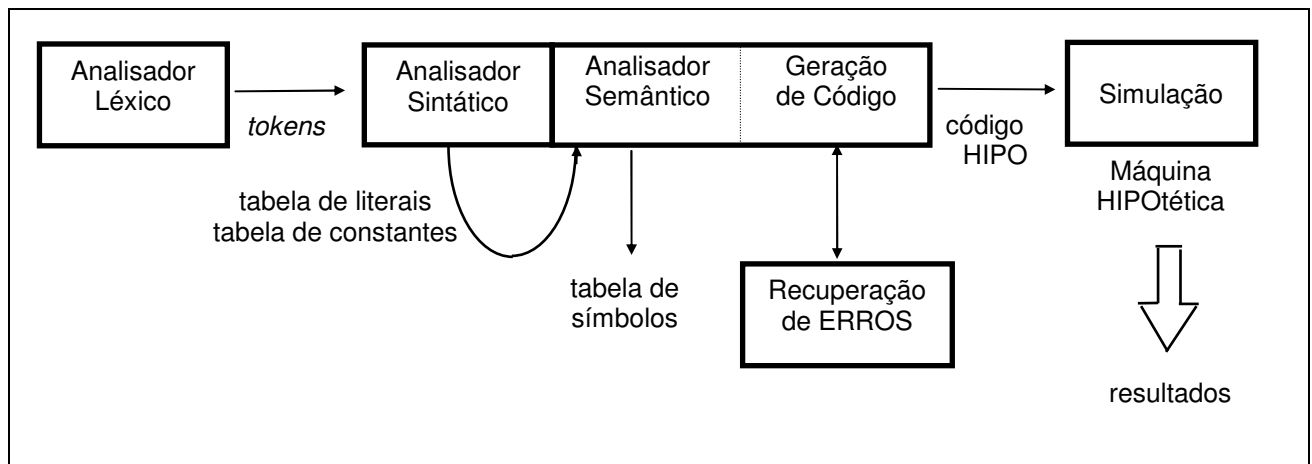 Analisador
Léxico
tokens
Analisador
Sintático
Analisador
Semântico
Geração
de Código
código
HIPO
Simulação
Máquina
HIPOtética
tabela de literais
tabela de constantes
tabela de
símbolos
Recuperação
de ERROS
resultados